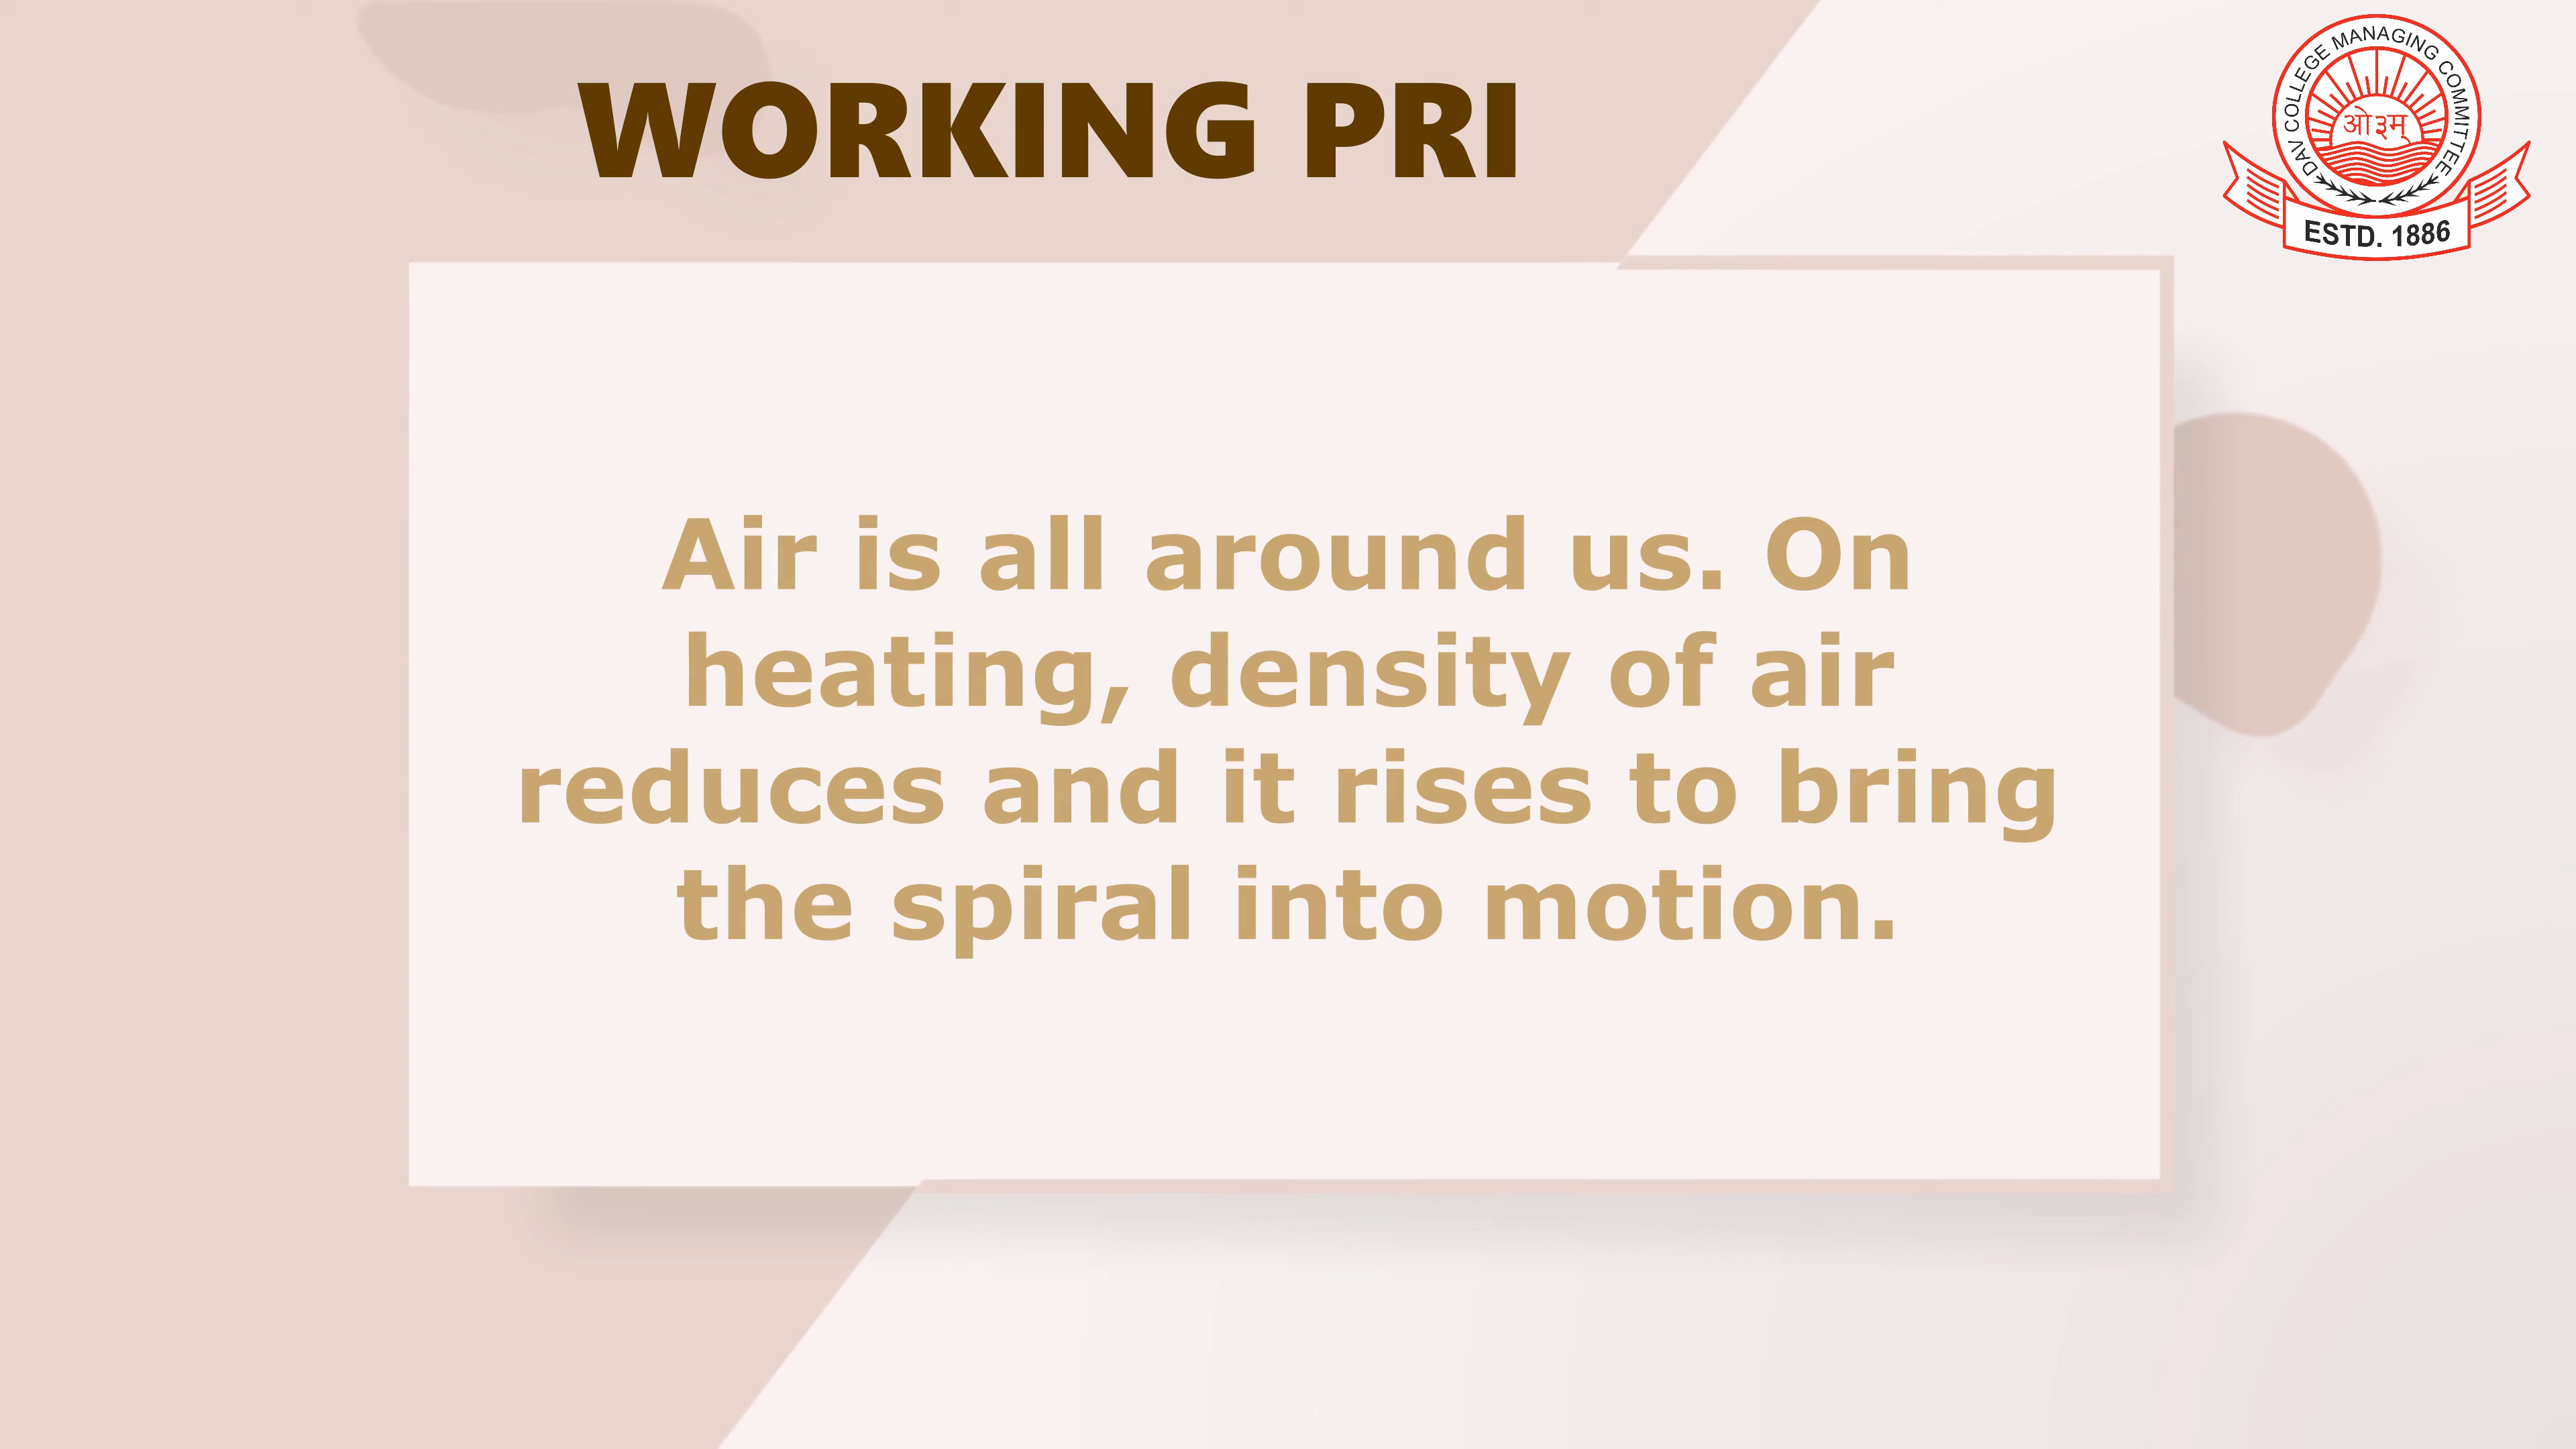 WORKING PRI
DAV COLLEGE MANAGING COMMITTEE
ओ३म्
ESTD. 1886
Air is all around us. On
heating, density of air
reduces and it rises to bring
the spiral into motion.